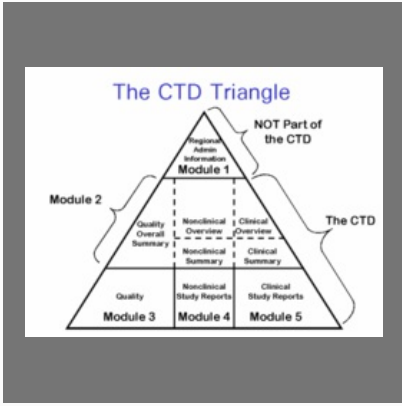 The CTD Triangle
NOT Part of
the CTD
Regional
Admin
Information
Module 1
Module 2
The CTD
Quality
Overall
Summary
Nonclinical
Overview
Clinical
Overview
Nonclinical
Summary
Clinical
Summary
Quality
Module 3
Nonclinical
Study Reports
Module 4
Clinical
Study Reports
Module 5